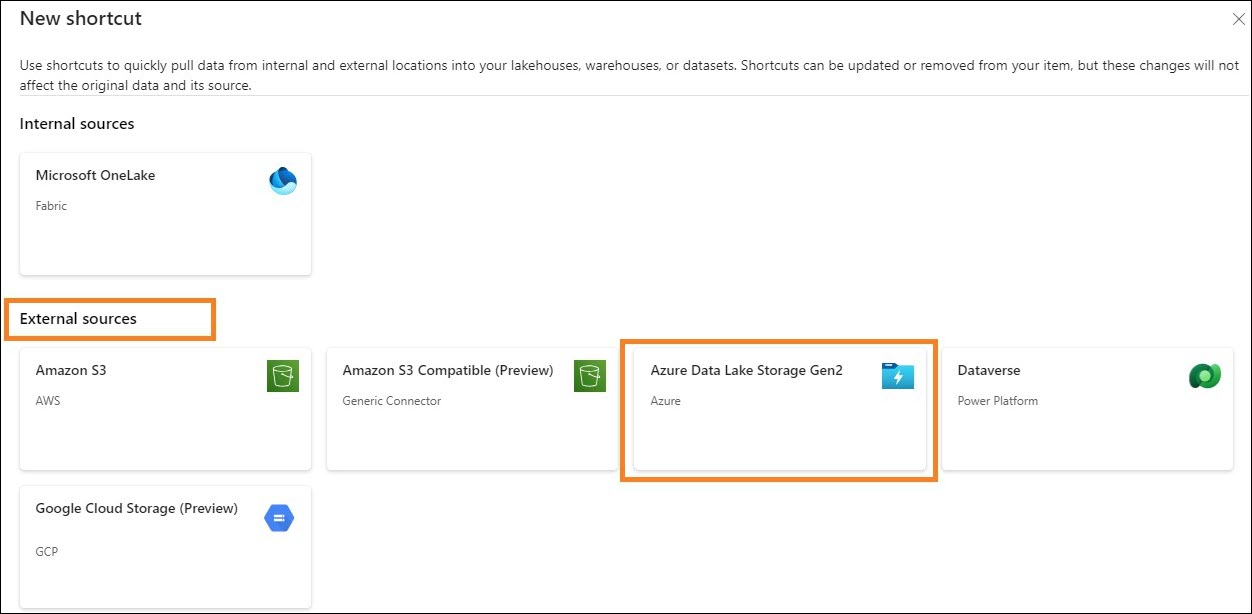 New shortcut
Use shortcuts to quickly pull data from internal and external locations into your lakehouses, warehouses, or datasets. Shortcuts can be updated or removed from your item, but these changes will not
affect the original data and its source.
Internal sources
Microsoft OneLake
Fabric
External sources
Amazon S3
AWS
Amazon S3 Compatible (Preview)
Generic Connector
Azure Data Lake Storage Gen2
Azure
Dataverse
Power Platform
Google Cloud Storage (Preview)
GCP